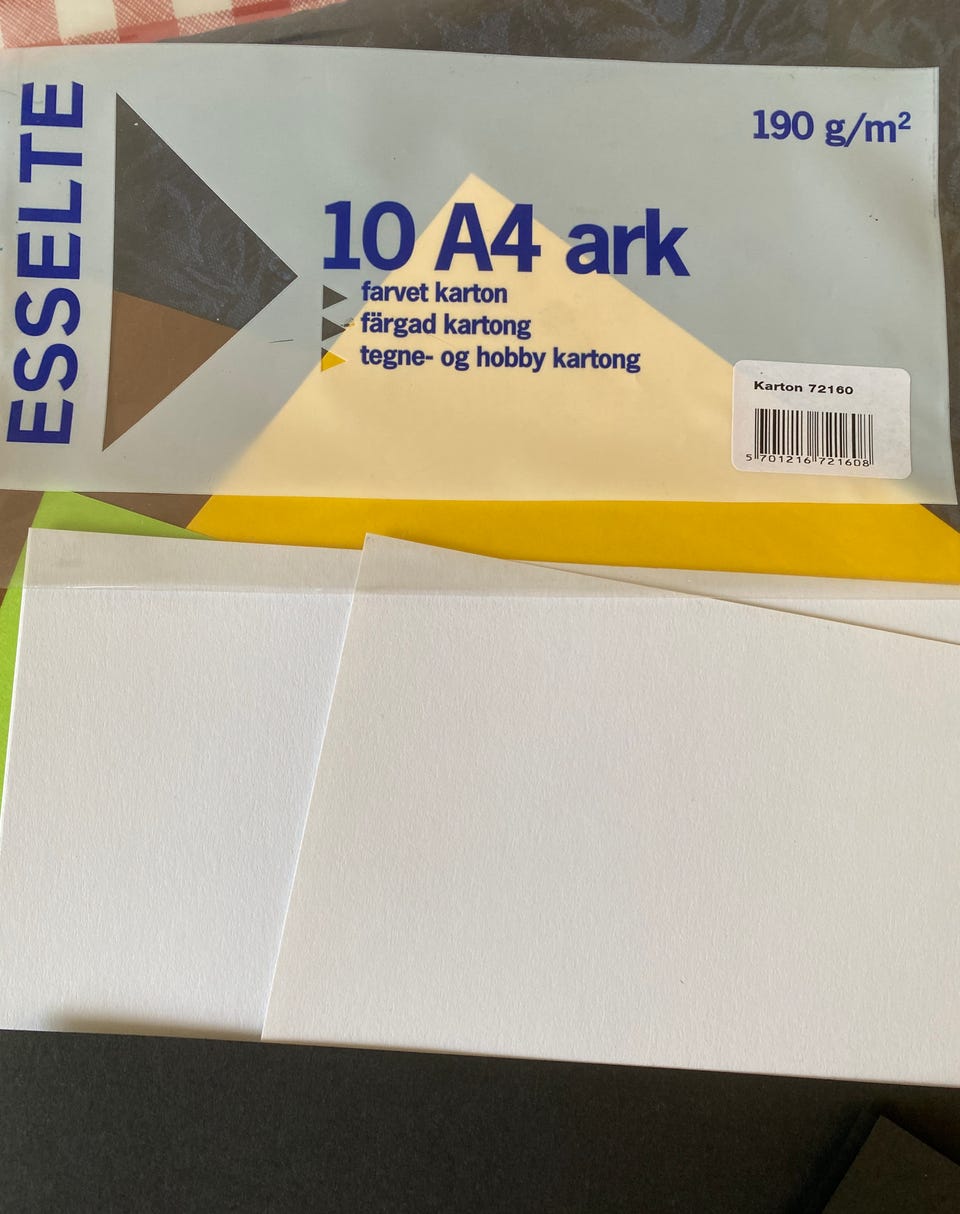 ESSELTE
190 g/m²
10 A4 ark
farvet karton
färgad kartong
tegne- og hobby kartong
Karton 72160
5 701216 721608